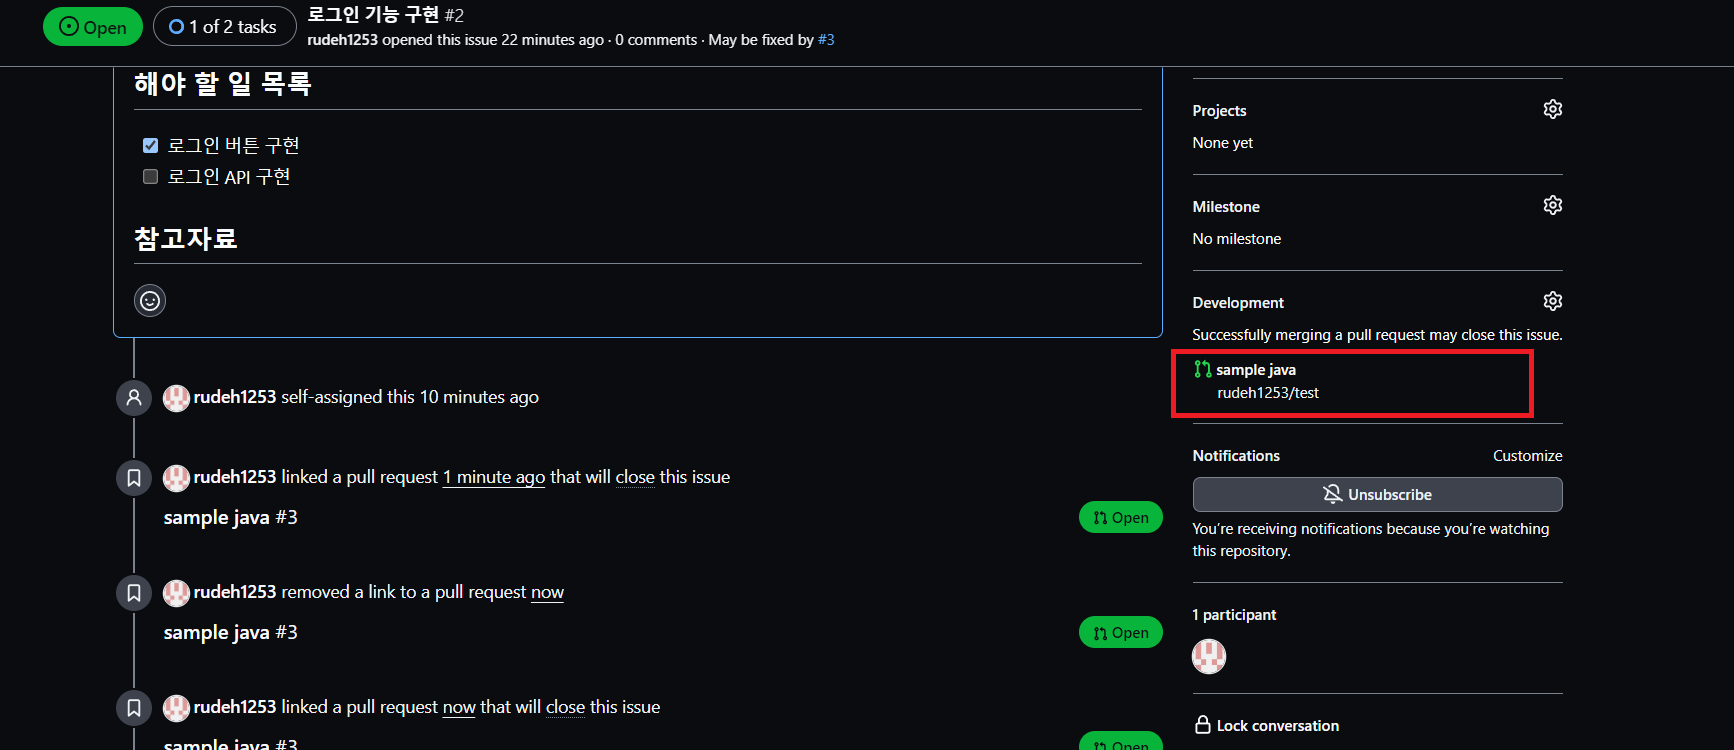 Open
1 of 2 tasks
로그인 기능 구현 #2
rudeh1253 opened this issue 22 minutes ago · 0 comments · May be fixed by #3
해야 할 일 목록
로그인 버튼 구현
로그인 API 구현
참고자료
rudeh1253 self-assigned this 10 minutes ago
rudeh1253 linked a pull request 1 minute ago that will close this issue
sample java #3
Open
rudeh1253 removed a link to a pull request now
sample java #3
Open
rudeh1253 linked a pull request now that will close this issue
sample java #3
Open
Projects
None yet
Milestone
No milestone
Development
Successfully merging a pull request may close this issue.
sample java
rudeh1253/test
Notifications
Customize
Unsubscribe
You're receiving notifications because you're watching
this repository.
1 participant
Lock conversation